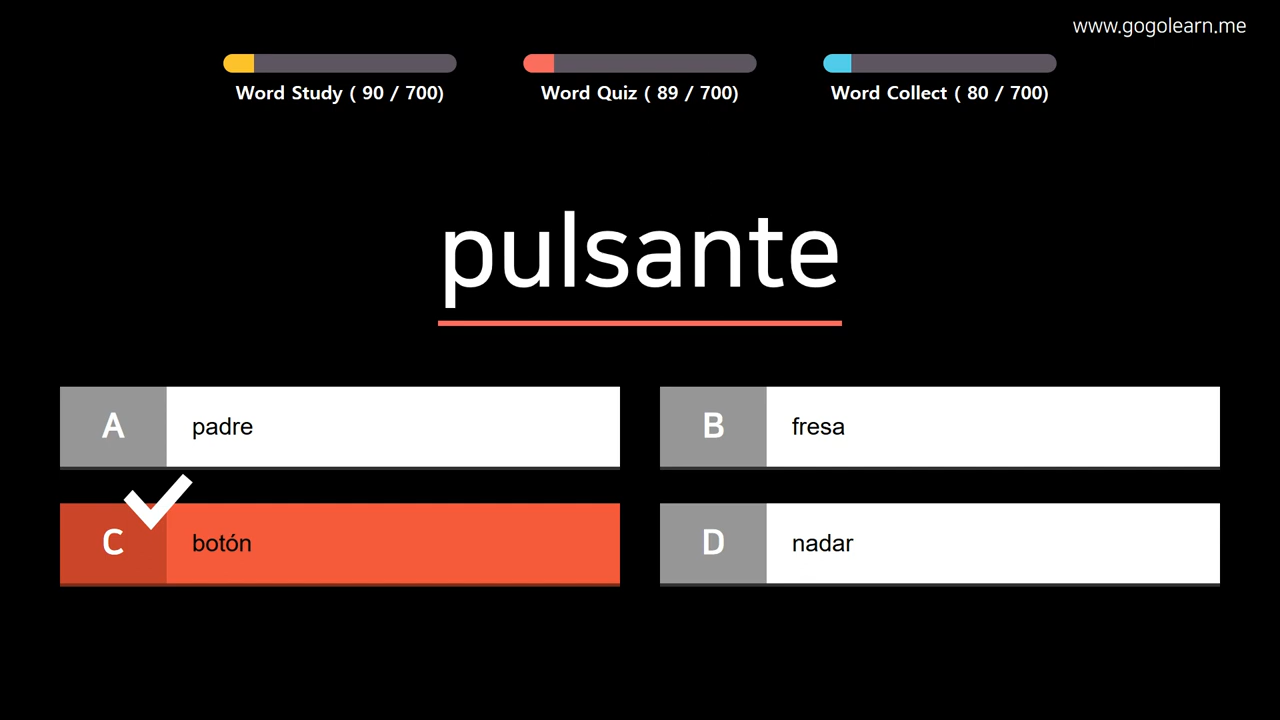 www.gogolearn.me
Word Study ( 90 / 700)
Word Quiz ( 89 / 700)
Word Collect ( 80 / 700)
pulsante
A padre
B fresa
C botón
D nadar